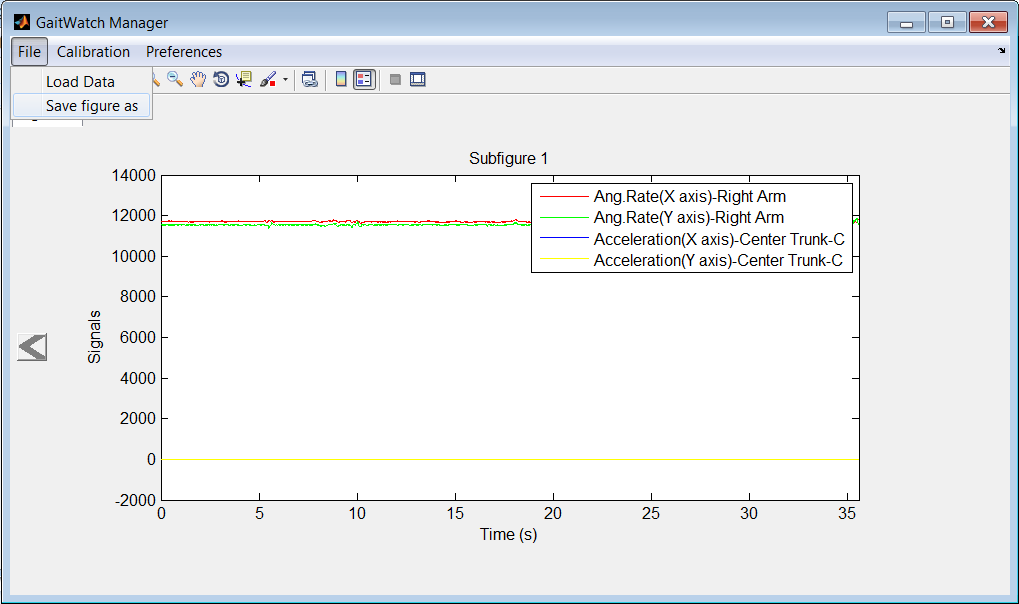 GaitWatch Manager
File Calibration Preferences
Load Data
Save figure as
Subfigure 1
14000
12000
10000
8000
6000
4000
2000
0
-2000
Signals
Ang.Rate(X axis)-Right Arm
Ang.Rate(Y axis)-Right Arm
Acceleration(X axis)-Center Trunk-C
Acceleration(Y axis)-Center Trunk-C
0 5 10 15 20 25 30 35
Time (s)